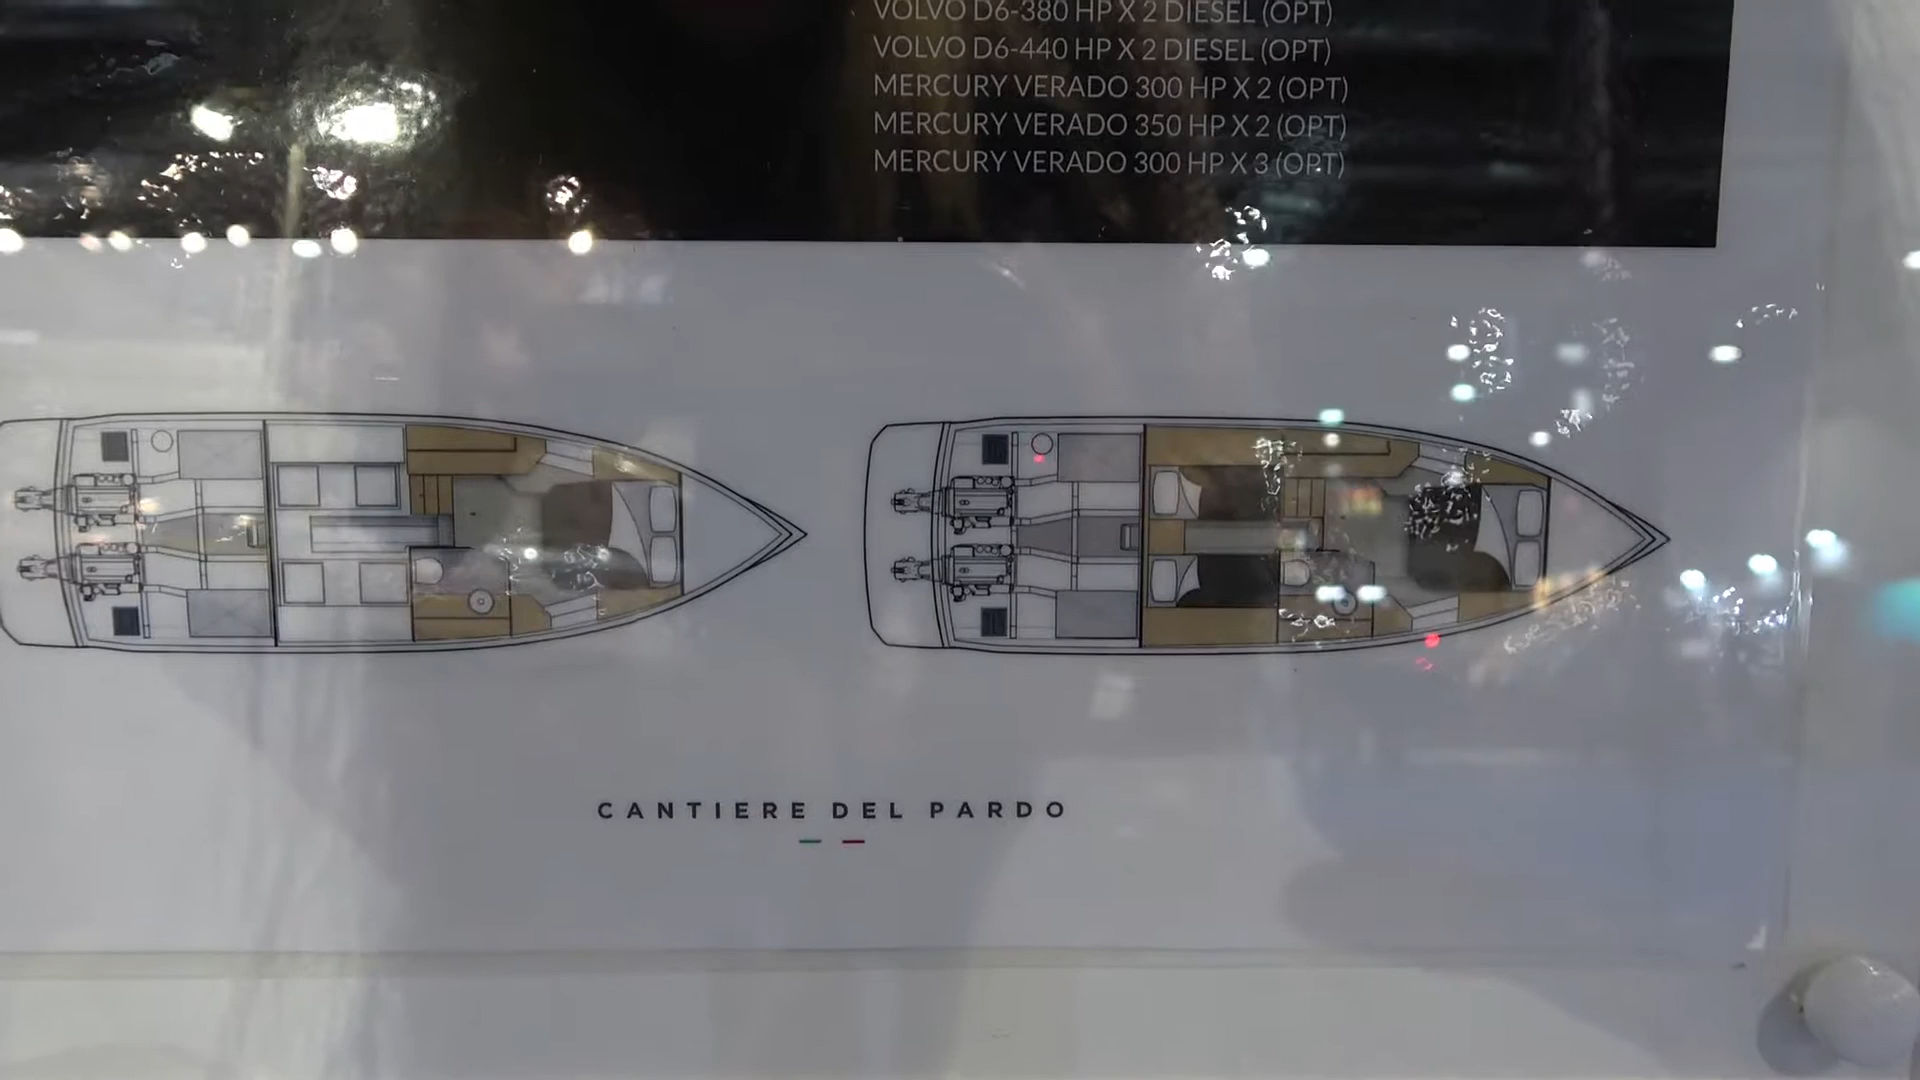 VOLVO D6-380 HP X 2 DIESEL (OPT)
VOLVO D6-440 HP X 2 DIESEL (OPT)
MERCURY VERADO 300 HP X 2 (OPT)
MERCURY VERADO 350 HP X 2 (OPT)
MERCURY VERADO 300 HP X 3 (OPT)
CANTIERE DEL PARDO